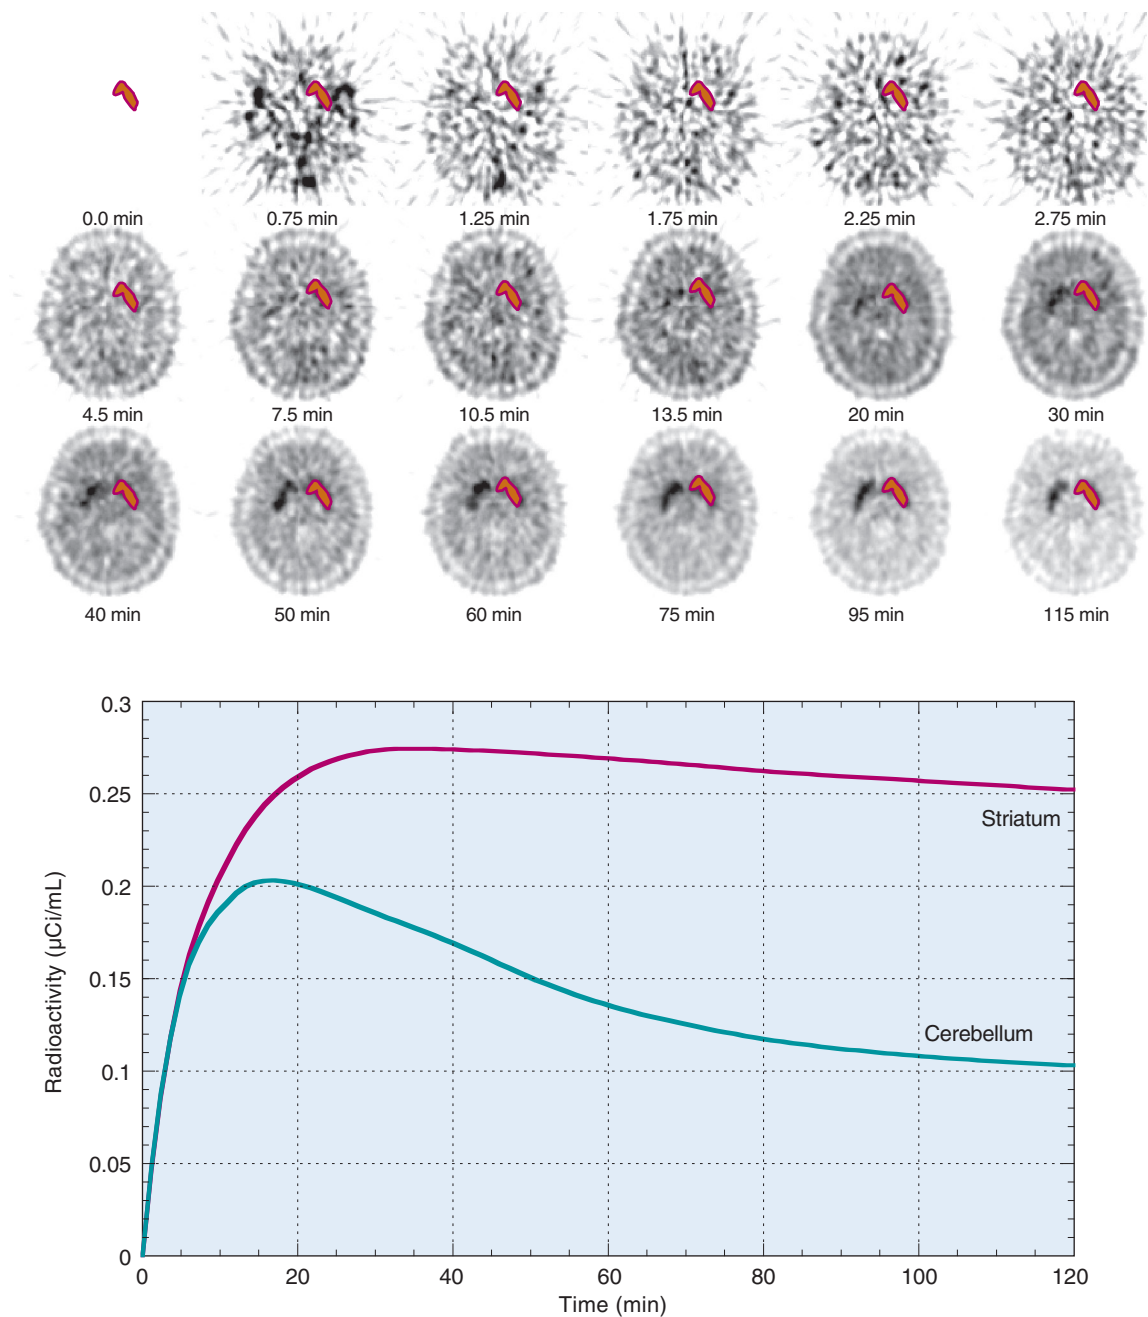 0.0 min 0.75 min 1.25 min 1.75 min 2.25 min 2.75 min
4.5 min 7.5 min 10.5 min 13.5 min 20 min 30 min
40 min 50 min 60 min 75 min 95 min 115 min
0.3
0.25
0.2
0.15
0.1
0.05
0
Radioactivity (μCi/mL)
Striatum
Cerebellum
0 20 40 60 80 100 120
Time (min)